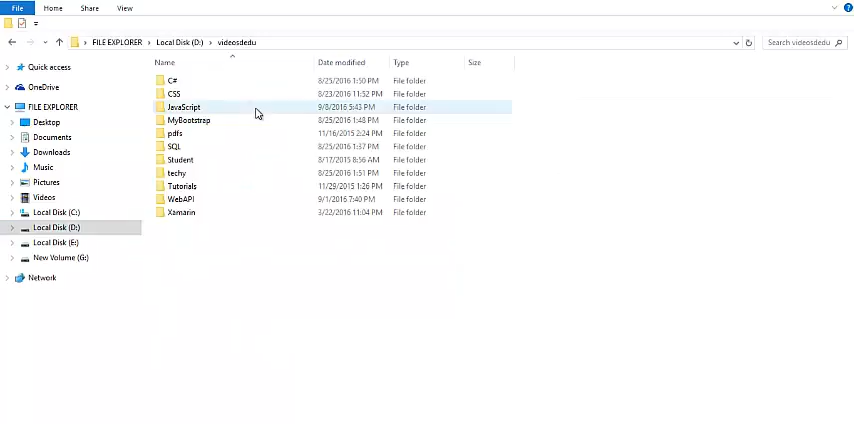 File Home Share View
FILE EXPLORER Local Disk (D:) videosdedu Search videosdedu
Name Date modified Type Size
Quick access
OneDrive
FILE EXPLORER
Desktop
Documents
Downloads
Music
Pictures
Videos
Local Disk (C:)
Local Disk (D:)
Local Disk (E:)
New Volume (G:)
Network
C# 8/25/2016 1:50 PM File folder
CSS 8/23/2016 11:52 PM File folder
JavaScript 9/8/2016 5:43 PM File folder
MyBootstrap 8/25/2016 1:48 PM File folder
pdfs 11/16/2015 2:24 PM File folder
SQL 8/25/2016 1:37 PM File folder
Student 8/17/2015 8:56 AM File folder
techy 8/25/2016 1:51 PM File folder
Tutorials 11/29/2015 1:26 PM File folder
WebAPI 9/1/2016 7:40 PM File folder
Xamarin 3/22/2016 11:04 PM File folder